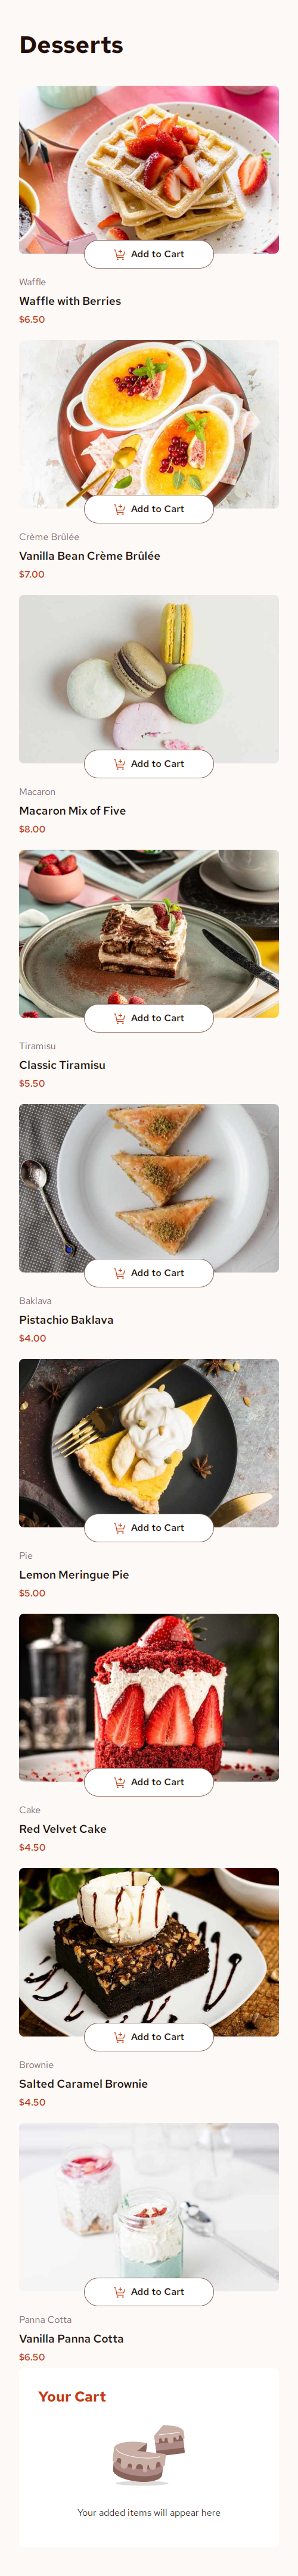 Desserts
Add to Cart
Waffle
Waffle with Berries
$6.50
Add to Cart
Crème Brûlée
Vanilla Bean Crème Brûlée
$7.00
Add to Cart
Macaron
Macaron Mix of Five
$8.00
Add to Cart
Tiramisu
Classic Tiramisu
$5.50
Add to Cart
Baklava
Pistachio Baklava
$4.00
Add to Cart
Pie
Lemon Meringue Pie
$5.00
Add to Cart
Cake
Red Velvet Cake
$4.50
Add to Cart
Brownie
Salted Caramel Brownie
$4.50
Add to Cart
Panna Cotta
Vanilla Panna Cotta
$6.50
Your Cart
Your added items will appear here